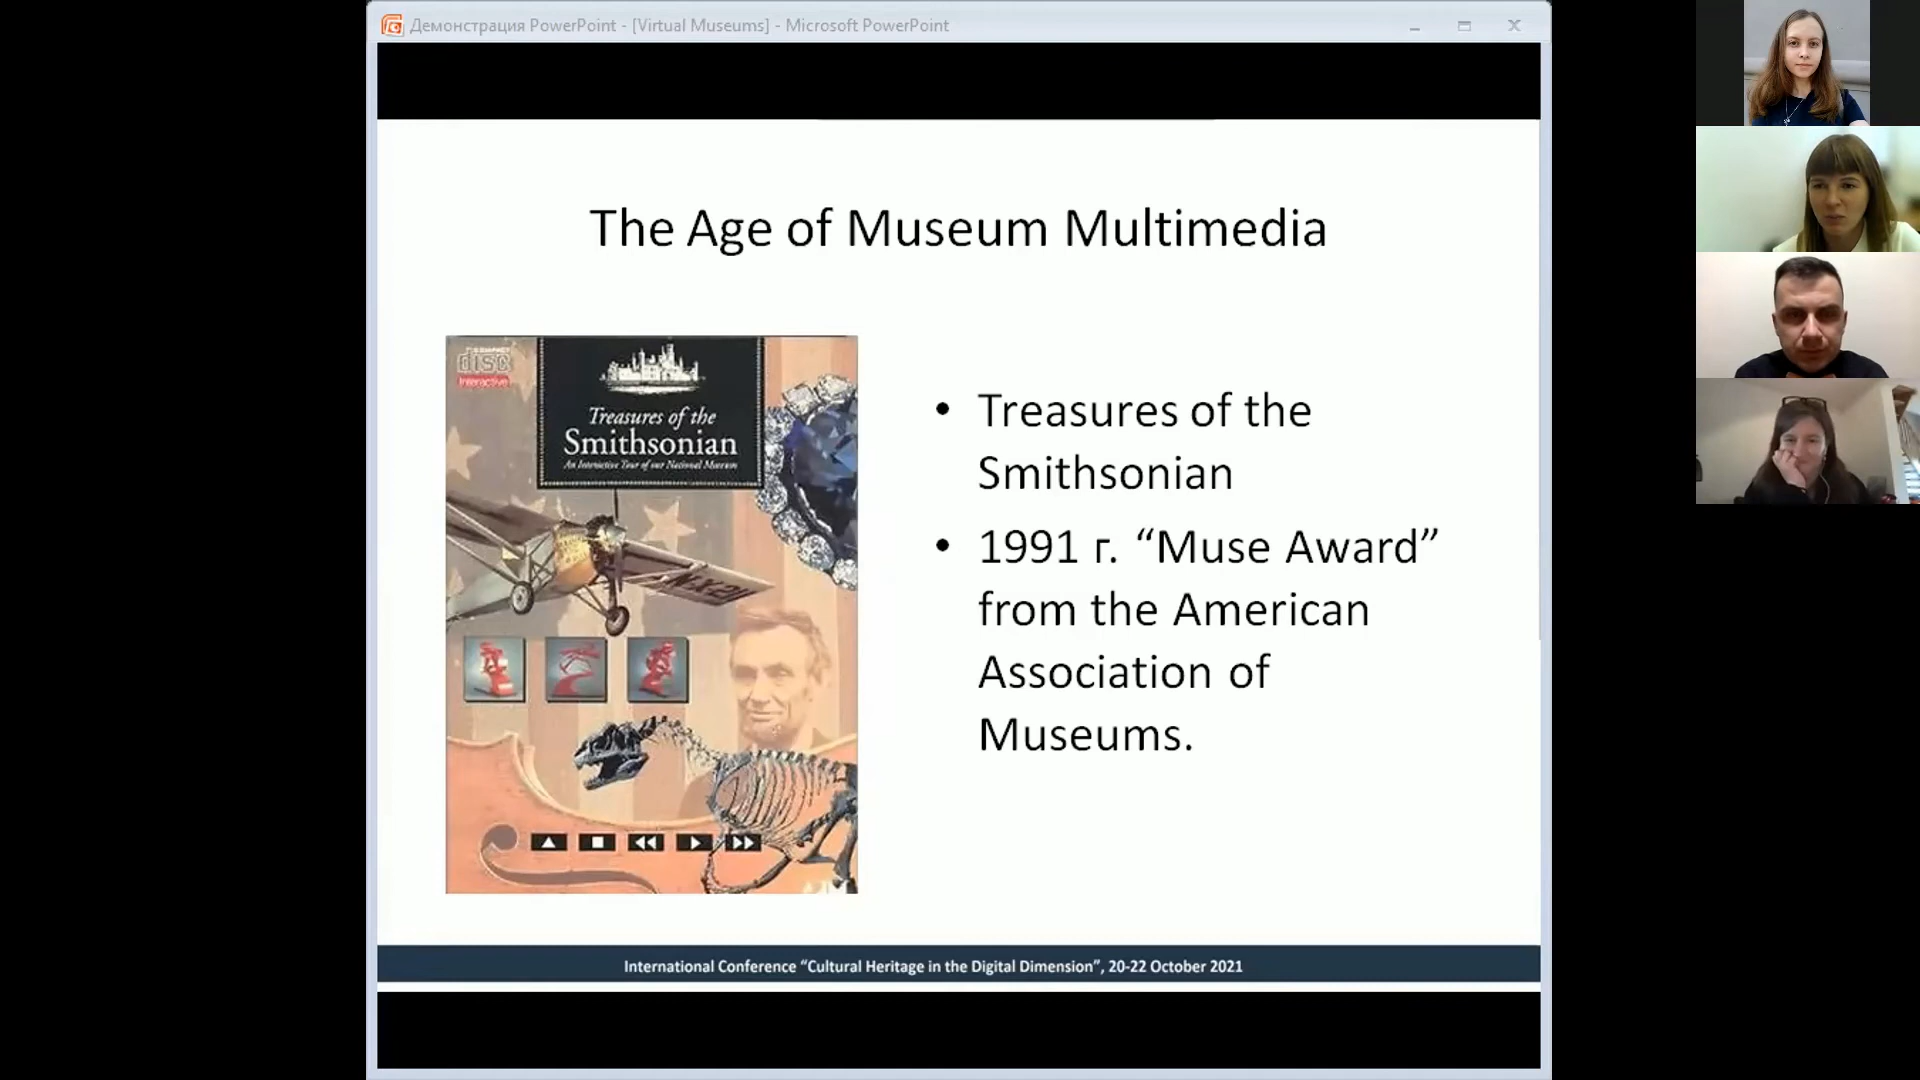 Демонстрация PowerPoint - [Virtual Museums] - Microsoft PowerPoint
The Age of Museum Multimedia
COMPACT
disc
Interactive
Treasures of the
Smithsonian
An Interactive Tour of our National Museum
N-X-211
• Treasures of the
Smithsonian
• 1991 г. “Muse Award”
from the American
Association of
Museums.
International Conference “Cultural Heritage in the Digital Dimension”, 20-22 October 2021